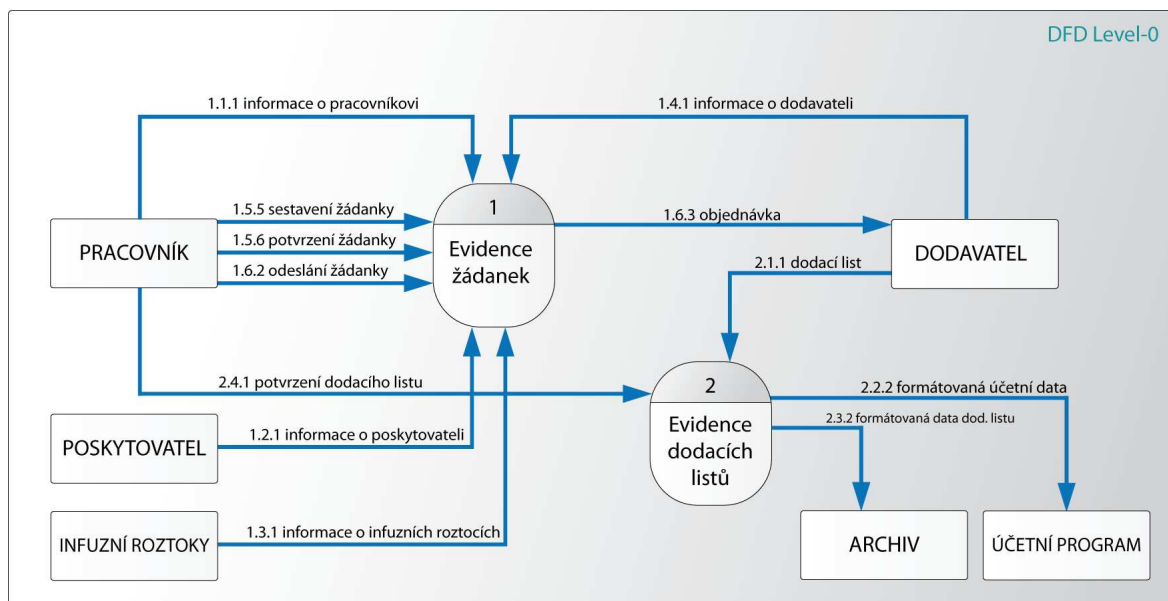 DFD Level-0
1.1.1 informace o pracovníkovi
1.4.1 informace o dodavateli
1
1.5.5 sestavení žádanky
1.6.3 objednávka
PRACOVNÍK
1.5.6 potvrzení žádanky
Evidence
žádanek
DODAVATEL
1.6.2 odeslání žádanky
2.1.1 dodací list
2.4.1 potvrzení dodacího listu
2
2.2.2 formátovaná účetní data
2.3.2 formátovaná data dod. listu
Evidence
dodacích
listů
POSKYTOVATEL
1.2.1 informace o poskytovateli
INFUZNÍ ROZTOKY
1.3.1 informace o infuzních roztocích
ARCHIV
ÚČETNÍ PROGRAM